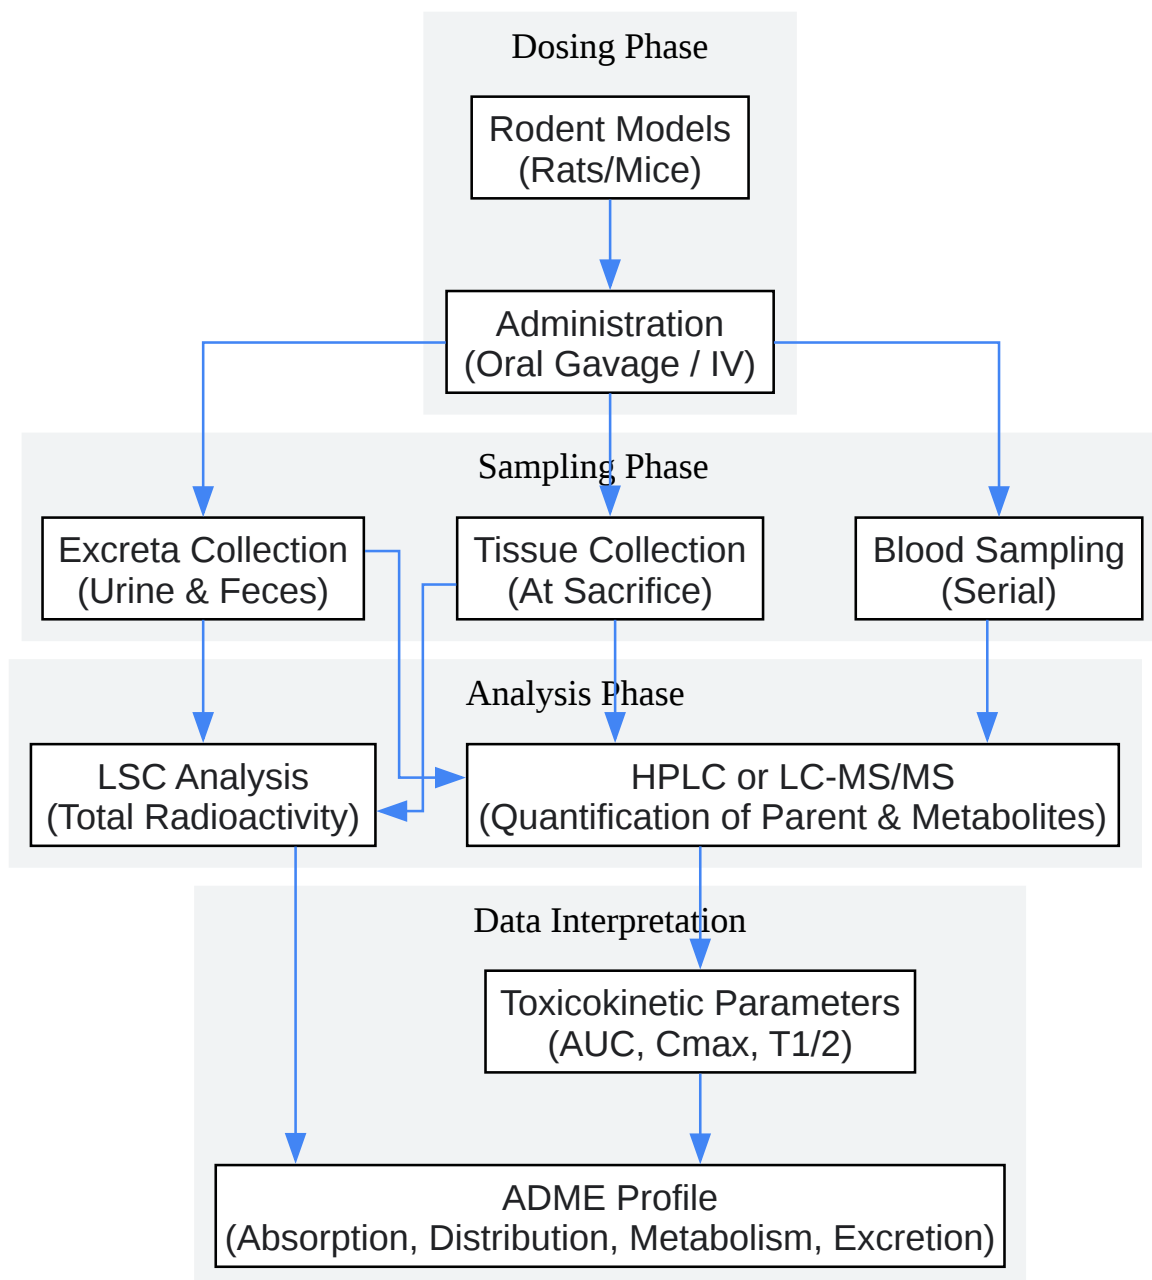 Dosing Phase
Rodent Models
(Rats/Mice)
Administration
(Oral Gavage / IV)
Sampling Phase
Excreta Collection
(Urine & Feces)
Tissue Collection
(At Sacrifice)
Blood Sampling
(Serial)
Analysis Phase
LSC Analysis
(Total Radioactivity)
HPLC or LC-MS/MS
(Quantification of Parent & Metabolites)
Data Interpretation
Toxicokinetic Parameters
(AUC, Cmax, T1/2)
ADME Profile
(Absorption, Distribution, Metabolism, Excretion)